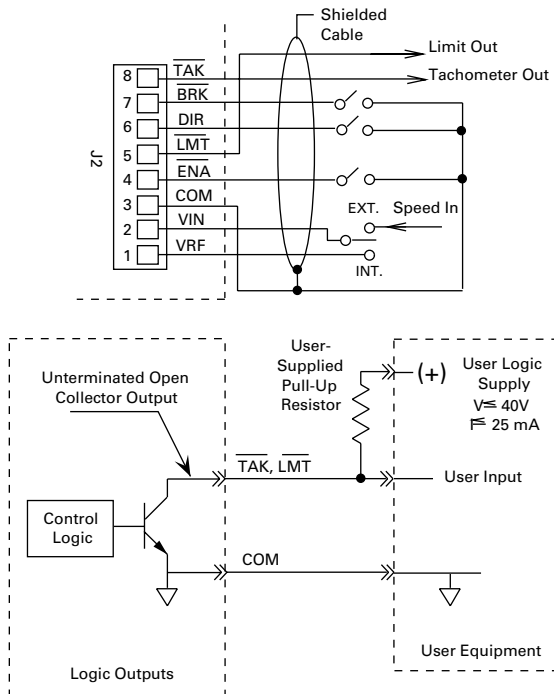 Shielded
Cable
Limit Out
Tachometer Out
J2
8 TAK
7 BRK
6 DIR
5 LMT
4 ENA
3 COM
2 VIN
1 VRF
EXT. Speed In
INT.
Unterminated Open
Collector Output
User-
Supplied
Pull-Up
Resistor
(+)
User Logic
Supply
V≤ 40V
I≤ 25 mA
TAK, LMT
User Input
Control
Logic
COM
Logic Outputs
User Equipment